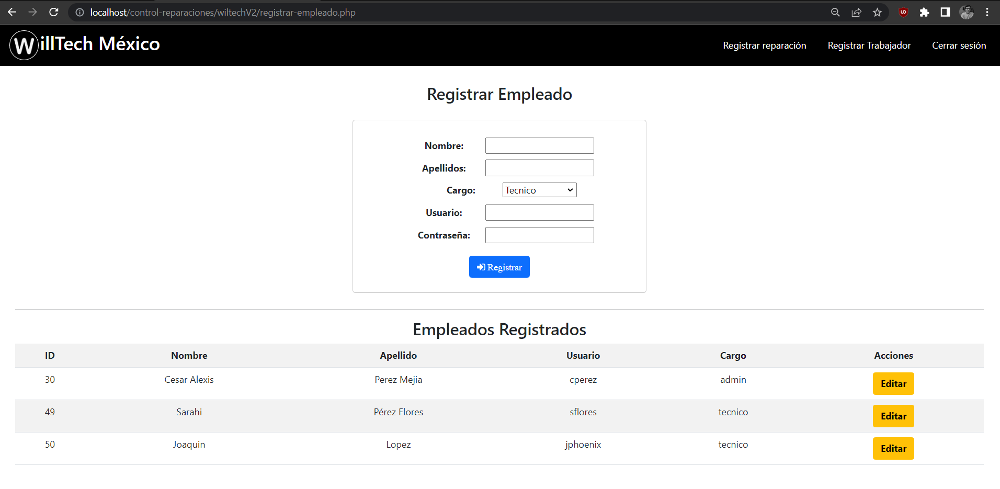 localhost/control-reparaciones/wiltechV2/registrar-empleado.php
WillTech México
Registrar reparación
Registrar Trabajador
Cerrar sesión
Registrar Empleado
Nombre:
Apellidos:
Cargo: Tecnico
Usuario:
Contraseña:
Registrar
Empleados Registrados
ID Nombre Apellido Usuario Cargo Acciones
30 Cesar Alexis Perez Mejia cperez admin Editar
49 Sarahi Pérez Flores sflores tecnico Editar
50 Joaquin Lopez jphoenix tecnico Editar